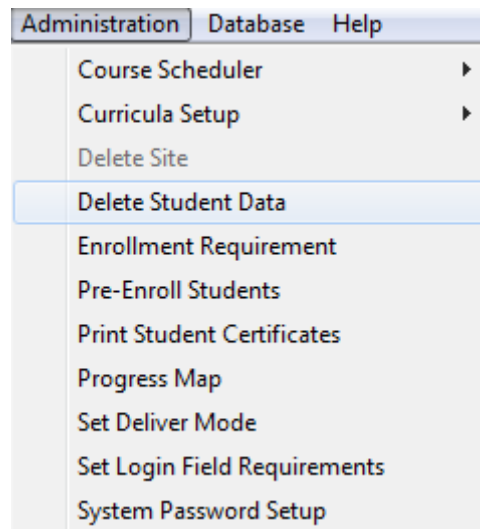 Administration Database Help
Course Scheduler
Curricula Setup
Delete Site
Delete Student Data
Enrollment Requirement
Pre-Enroll Students
Print Student Certificates
Progress Map
Set Deliver Mode
Set Login Field Requirements
System Password Setup